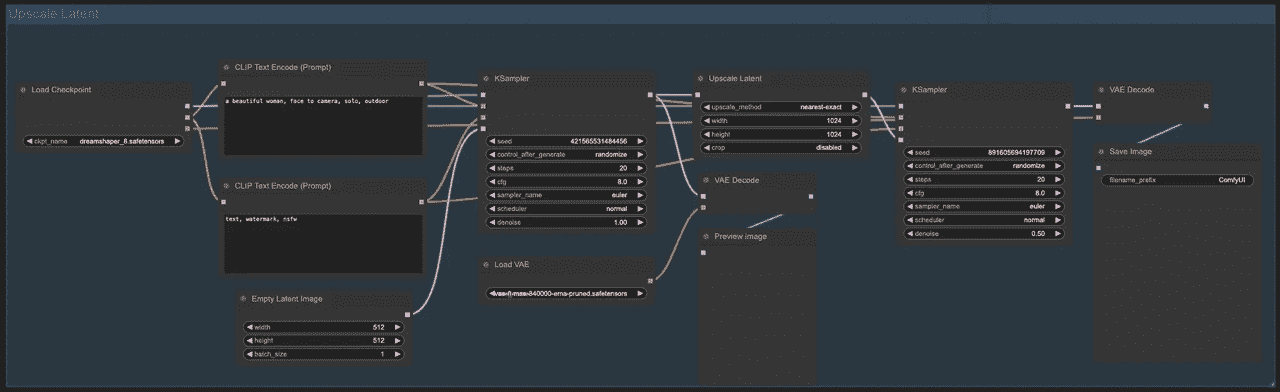 Upscale Latent
Load Checkpoint
ckpt_name dreamshaper_8.safetensors
CLIP Text Encode (Prompt)
a beautiful woman, face to camera, solo, outdoor
CLIP Text Encode (Prompt)
text, watermark, nsfw
Empty Latent Image
width 512
height 512
batch_size 1
KSampler
seed 421565531484456
control_after_generate randomize
steps 20
cfg 8.0
sampler_name euler
scheduler normal
denoise 1.00
Load VAE
840000-ema-pruned.safetensors
Upscale Latent
upscale_method nearest-exact
width 1024
height 1024
crop disabled
VAE Decode
Preview Image
KSampler
seed 891605694197709
control_after_generate randomize
steps 20
cfg 8.0
sampler_name euler
scheduler normal
denoise 0.50
VAE Decode
Save Image
filename_prefix ComfyUI